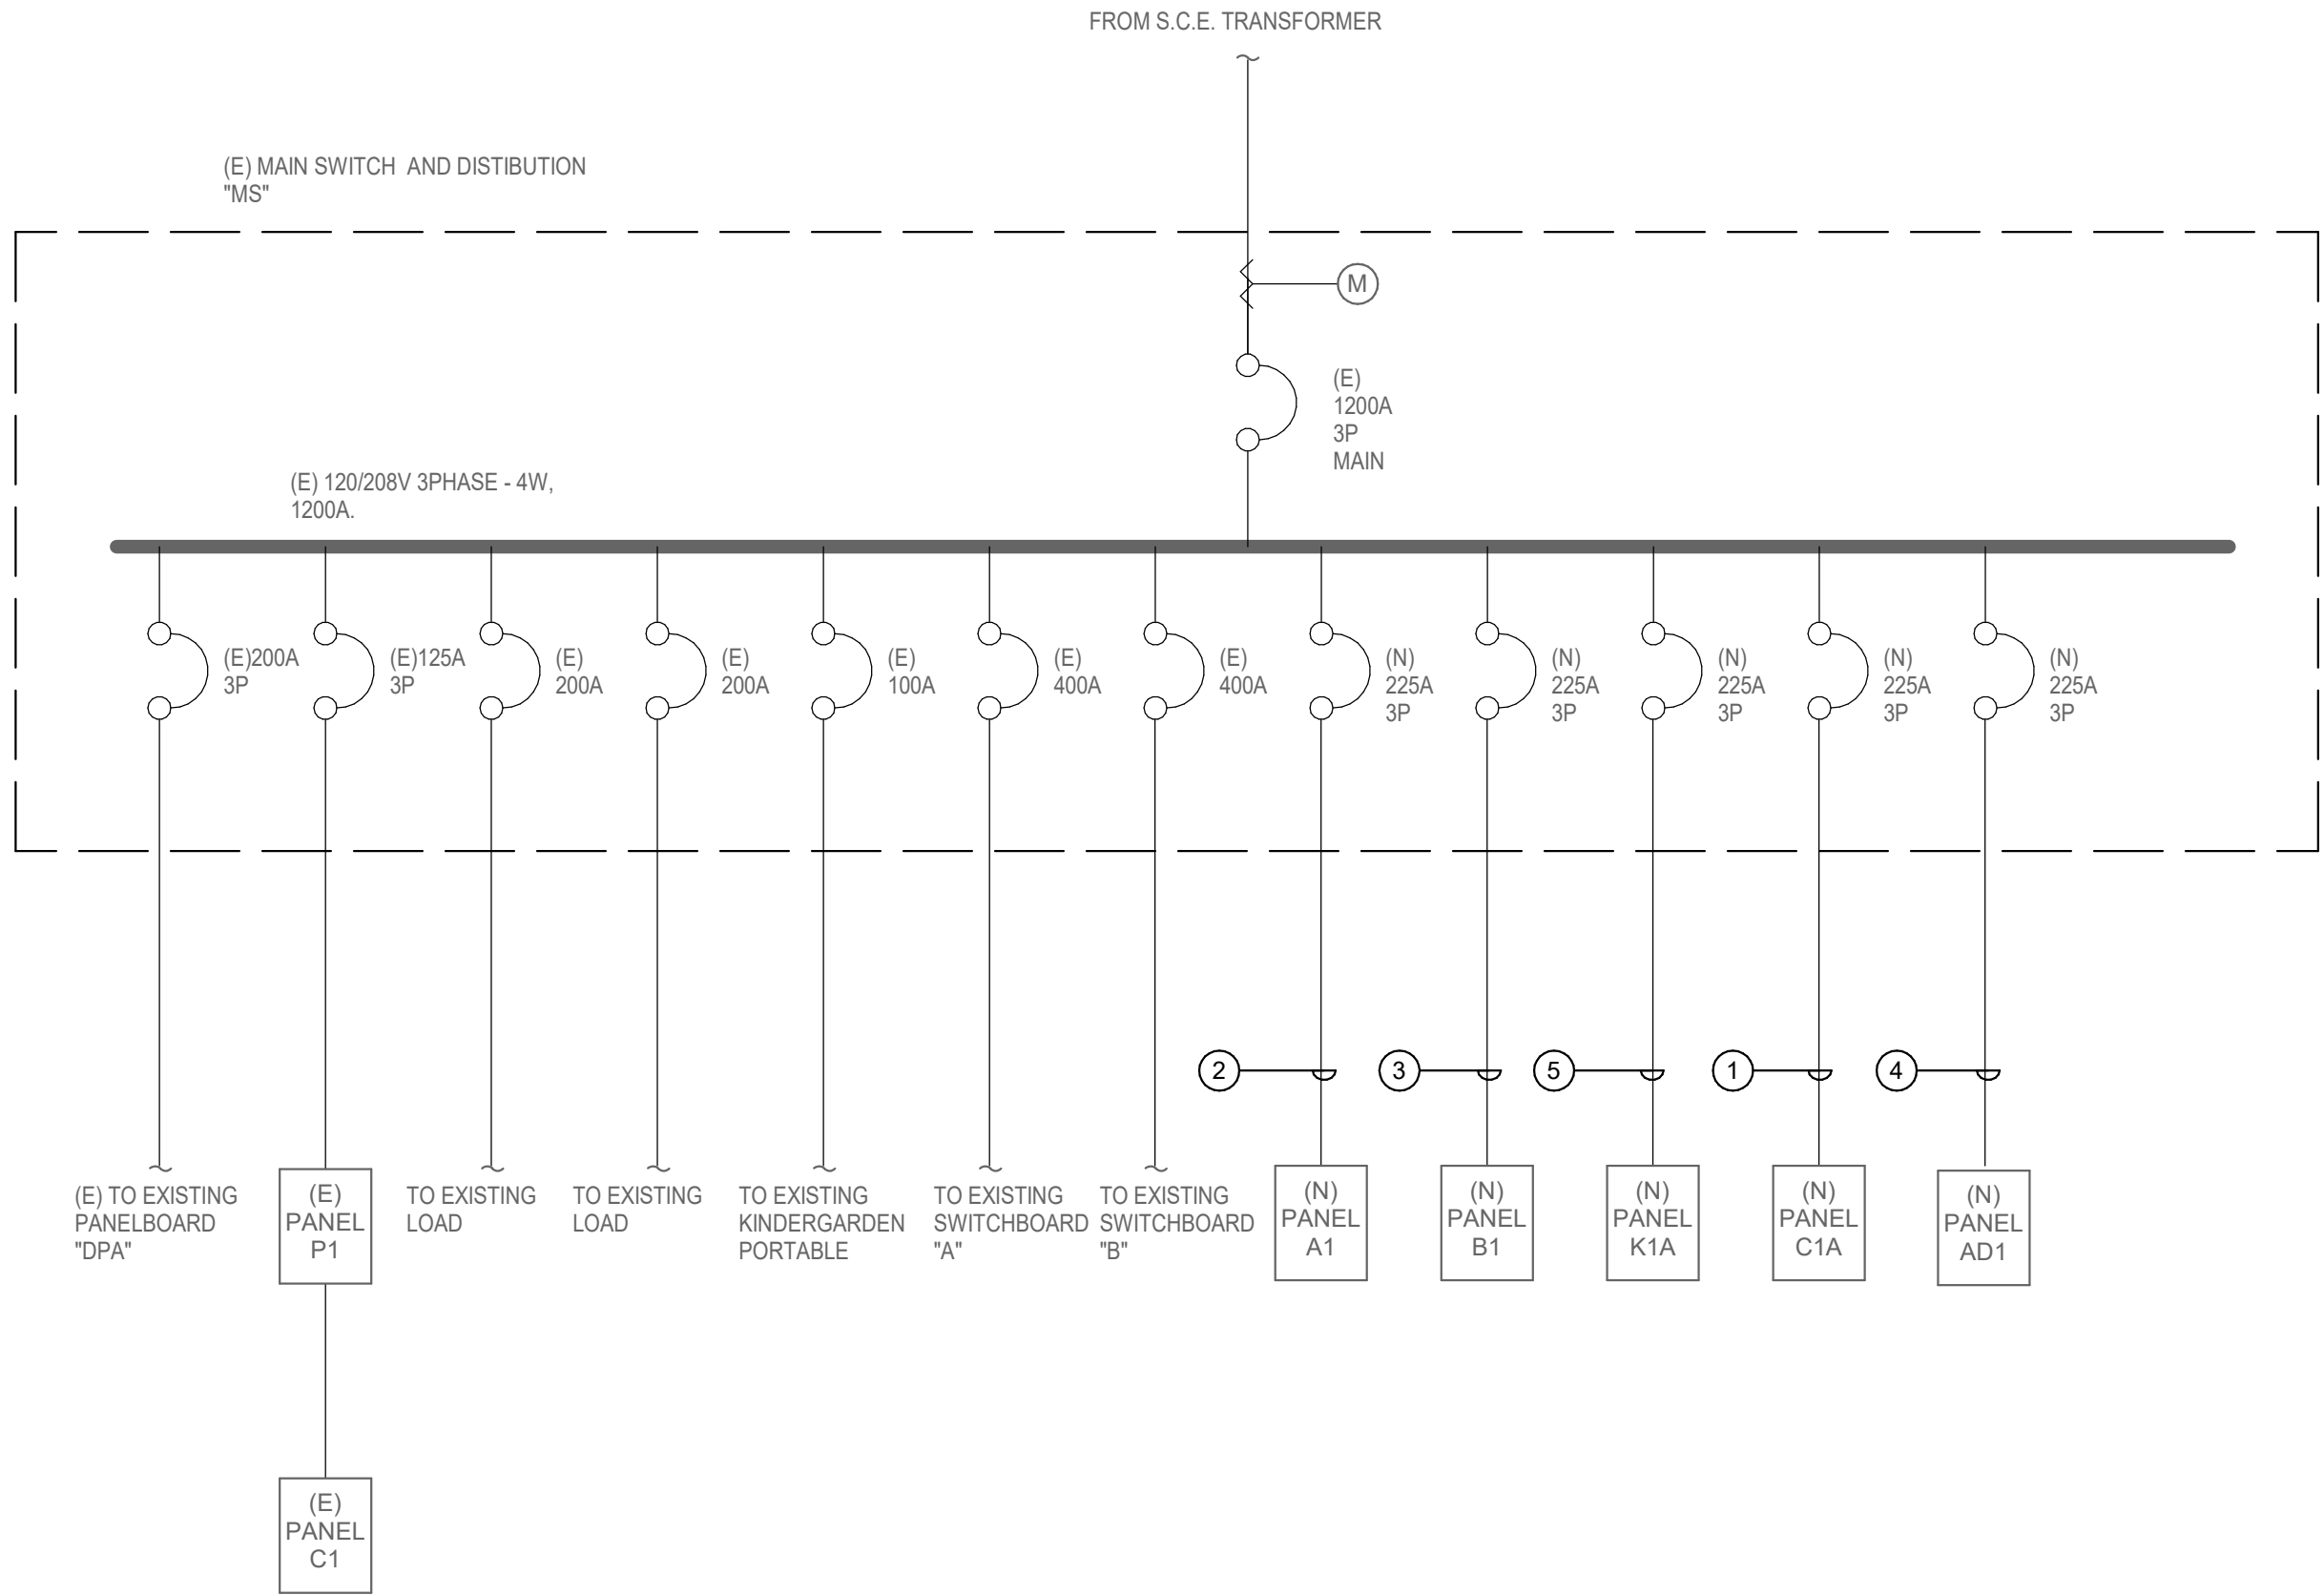 FROM S.C.E. TRANSFORMER
(E) MAIN SWITCH AND DISTIBUTION
"MS"
M
(E)
1200A
3P
MAIN
(E) 120/208V 3PHASE - 4W,
1200A.
(E)200A
3P
(E)125A
3P
(E)
200A
(E)
200A
(E)
100A
(E)
400A
(E)
400A
(N)
225A
3P
(N)
225A
3P
(N)
225A
3P
(N)
225A
3P
(N)
225A
3P
2
3
5
1
4
(E) TO EXISTING
PANELBOARD
"DPA"
(E)
PANEL
P1
TO EXISTING
LOAD
TO EXISTING
LOAD
TO EXISTING
KINDERGARDEN
PORTABLE
TO EXISTING
SWITCHBOARD
"A"
TO EXISTING
SWITCHBOARD
"B"
(N)
PANEL
A1
(N)
PANEL
B1
(N)
PANEL
K1A
(N)
PANEL
C1A
(N)
PANEL
AD1
(E)
PANEL
C1